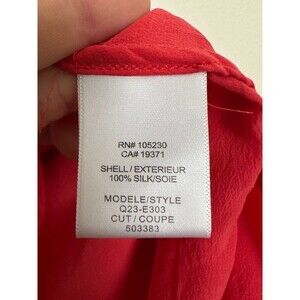 RN# 105230
CA# 19371
SHELL / EXTERIEUR
100% SILK/SOIE
MODELE/STYLE
Q23-E303
CUT / COUPE
503383